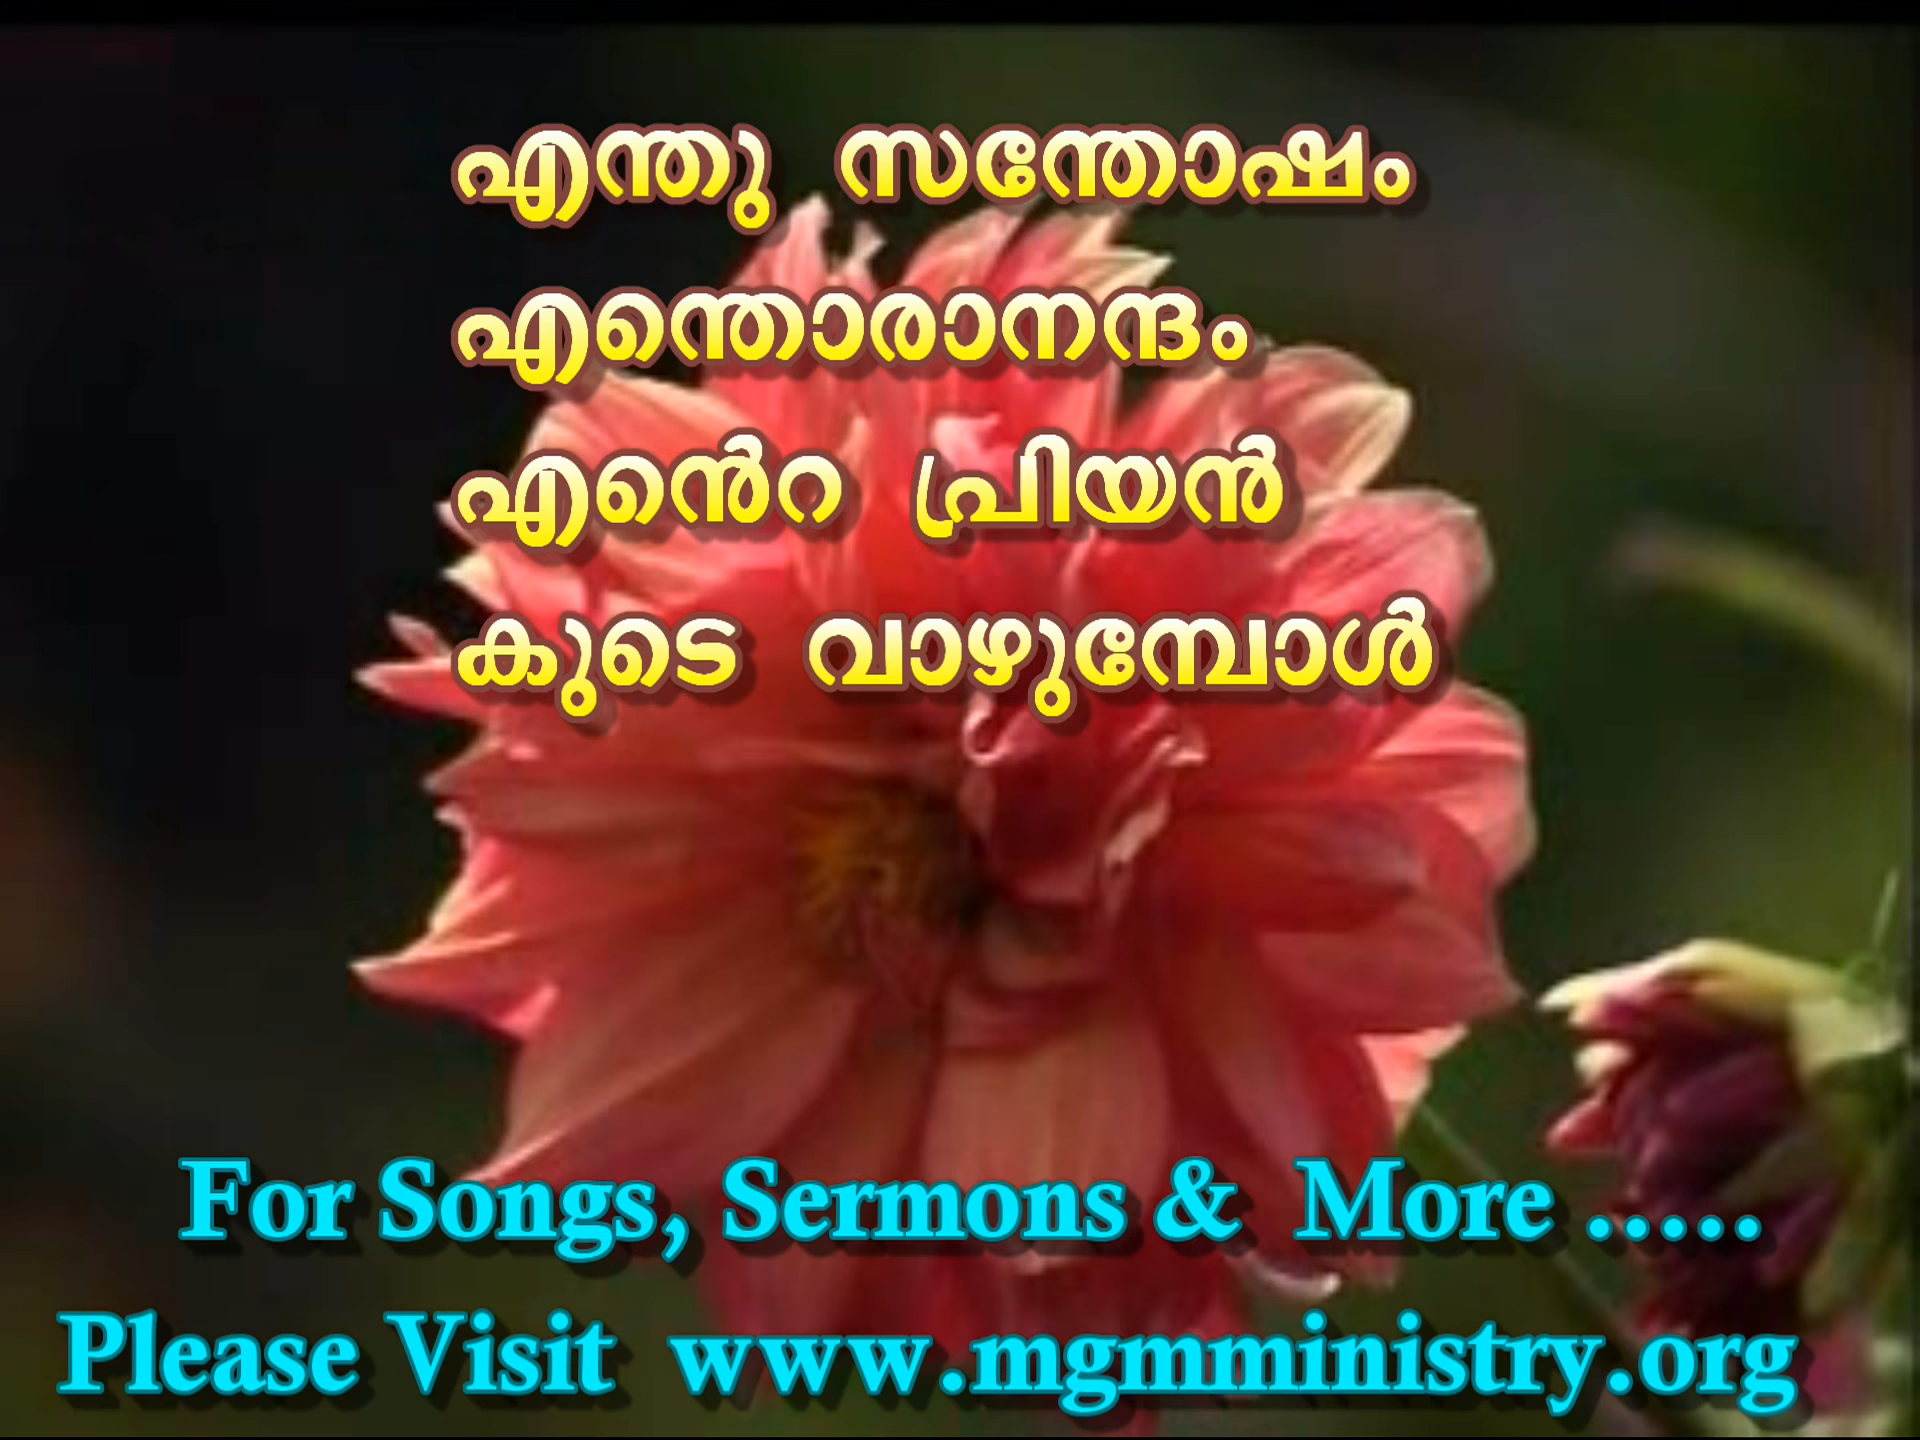 എന്തു സന്തോഷം
എന്തൊരാനന്ദം
എൻെറ പ്രിയൻ
കുടെ വാഴുമ്പോൾ
For Songs, Sermons & More .....
Please Visit www.mgmministry.org